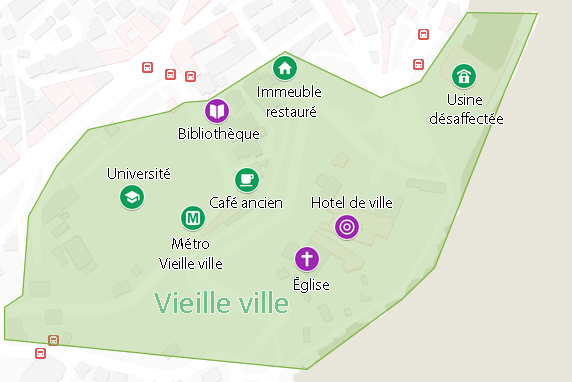 Immeuble
restauré
Usine
désaffectée
Bibliothèque
Université
Café ancien
Hotel de ville
M
Métro
Vieille ville
Église
Vieille ville